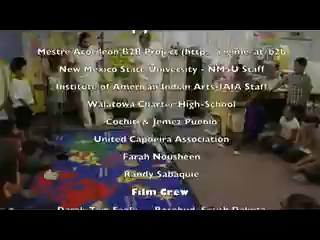 Mestre Acordeon B2B Project (http:
New Mexico State University - NMSU Staff
Institute of American Indian Arts-IAIA Staff
Walatowa Charter High-School
Cochiti & Jemez Pueblo
United Capoeira Association
Farah Nousheen
Randy Sabaque
Film Crew